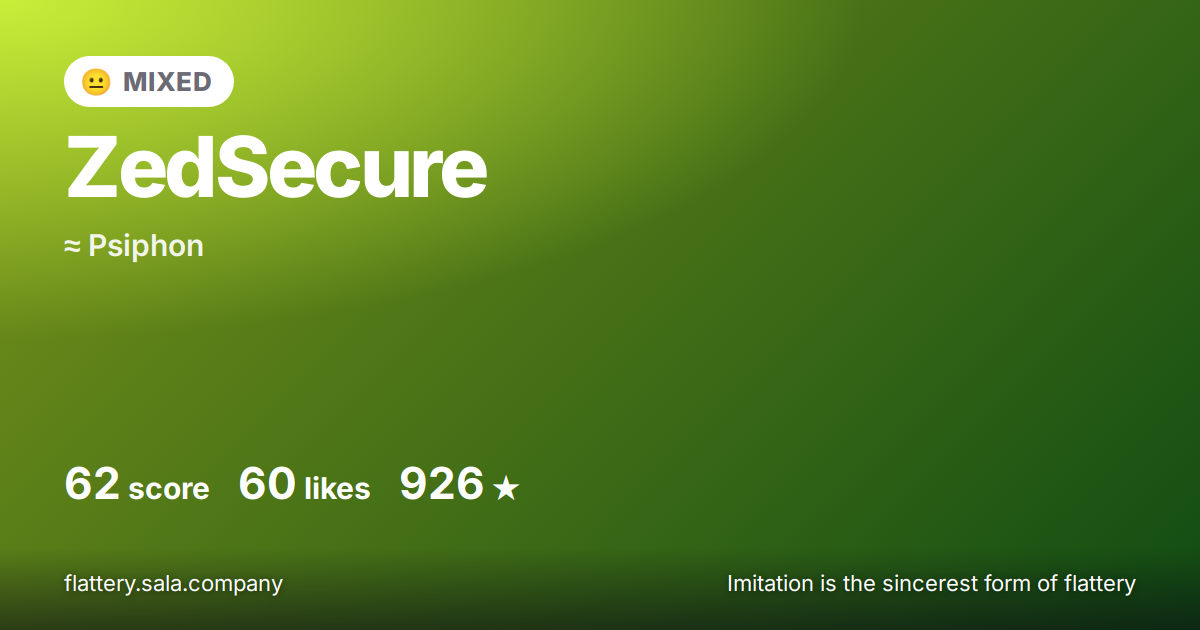 😐 MIXED
ZedSecure
≈ Psiphon
62 score 60 likes 926 ★
flattery.sala.company
Imitation is the sincerest form of flattery